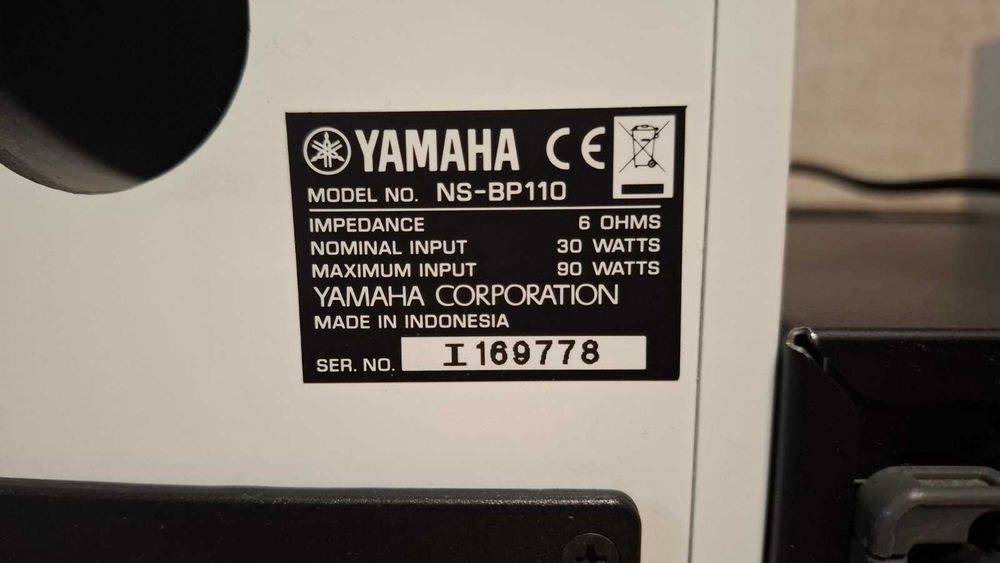 YAMAHA CE
MODEL NO. NS-BP110
IMPEDANCE 6 OHMS
NOMINAL INPUT 30 WATTS
MAXIMUM INPUT 90 WATTS
YAMAHA CORPORATION
MADE IN INDONESIA
SER. NO. I169778